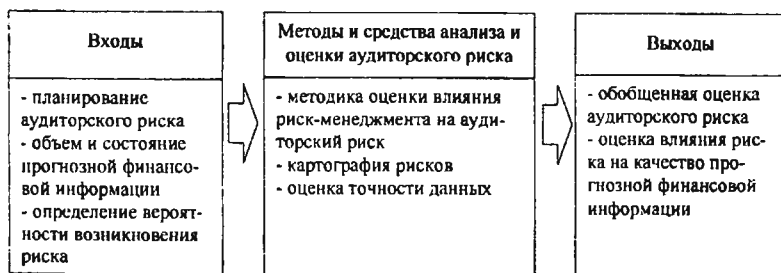 Входы
- планирование
аудиторского риска
- объем и состояние
прогнозной финансо-
вой информации
- определение вероят-
ности возникновения
риска
Методы и средства анализа и
оценки аудиторского риска
- методика оценки влияния
риск-менеджмента на ауди-
торский риск
- картография рисков
- оценка точности данных
Выходы
- обобщенная оценка
аудиторского риска
- оценка влияния рис-
ка на качество про-
гнозной финансовой
информации